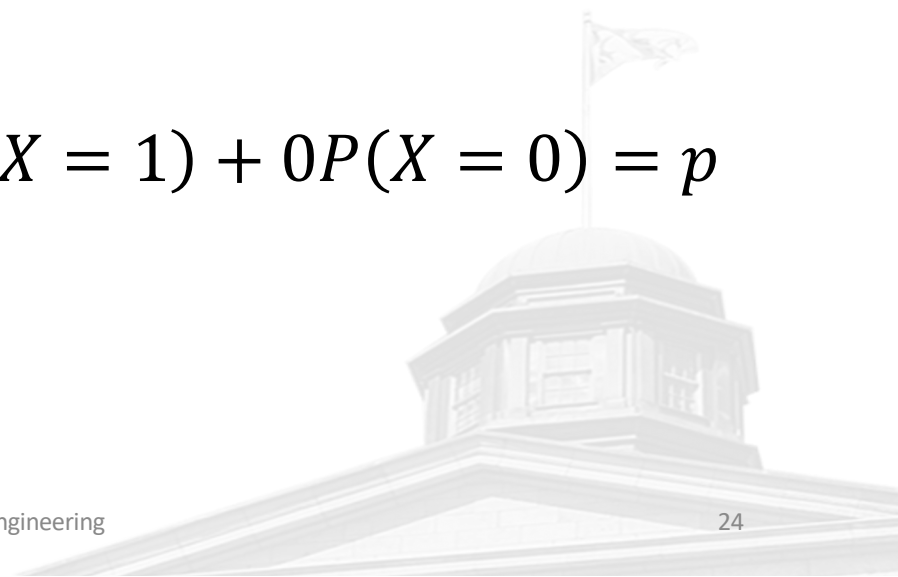 X = 1) + 0P(X = 0) = p
ngineering
24